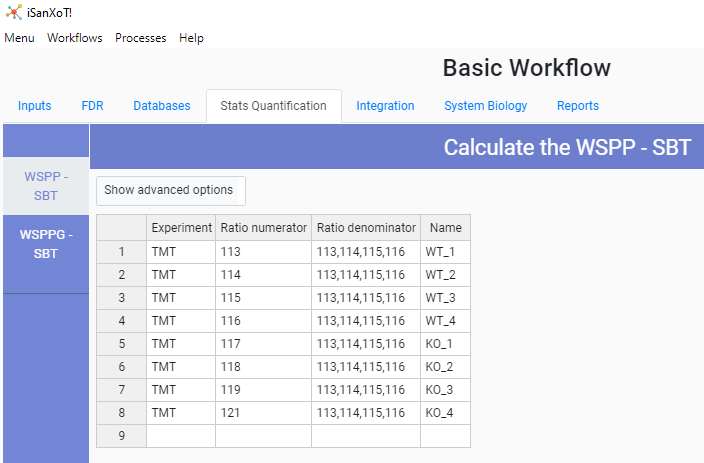 iSanXoT!
Menu Workflows Processes Help
Basic Workflow
Inputs FDR Databases Stats Quantification Integration System Biology Reports
Calculate the WSPP - SBT
WSPP -
SBT
WSPPG -
SBT
Show advanced options
Experiment Ratio numerator Ratio denominator Name
1 TMT 113 113,114,115,116 WT_1
2 TMT 114 113,114,115,116 WT_2
3 TMT 115 113,114,115,116 WT_3
4 TMT 116 113,114,115,116 WT_4
5 TMT 117 113,114,115,116 KO_1
6 TMT 118 113,114,115,116 KO_2
7 TMT 119 113,114,115,116 KO_3
8 TMT 121 113,114,115,116 KO_4
9